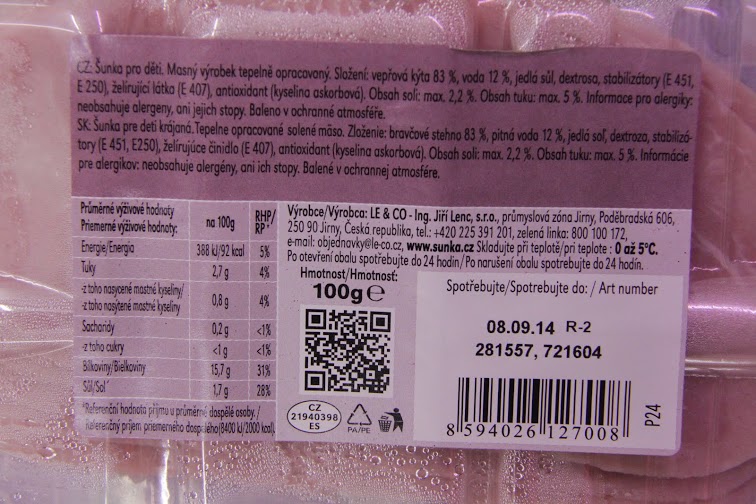 CZ: Šunka pro děti. Masný výrobek tepelně opracovaný. Složení: vepřová kýta 83 %, voda 12 %, jedlá sůl, dextrosa, stabilizátory (E 451,
E 250), želírující látka (E 407), antioxidant (kyselina askorbová). Obsah soli: max. 2,2 %. Obsah tuku: max. 5 %. Informace pro alergiky:
neobsahuje alergeny, ani jejich stopy. Baleno v ochranné atmosféře.
SK: Šunka pre deti krájaná. Tepelne opracované solené mäso. Zloženie: bravčové stehno 83 %, pitná voda 12 %, jedlá soľ, dextroza, stabilizá-
tory (E 451, E250), želírujúce činidlo (E 407), antioxidant (kyselina askorbová). Obsah soli: max. 2,2 %. Obsah tuku: max. 5 %. Informácie
pre alergikov: neobsahuje alergény, ani ich stopy. Balené v ochrannej atmosfére.
Průměrné výživové hodnoty
Priemerné výživové hodnoty: na 100g RHP/
RP*
Energie/Energia 388 kJ/92 kcal 5%
Tuky 2,7 g 4%
-z toho nasycené mastné kyseliny/
-z toho nasýtené mastné kyseliny 0,8 g 4%
Sacharidy 0,2 g <1%
-z toho cukry <1 g <1%
Bílkoviny/Bielkoviny 15,7 g 31%
Sůl/Soľ 1,7 g 28%
*Referenční hodnota příjmu u průměrné dospělé osoby. /
Referenčný príjem priemerného dospelého(8400 kJ/2000 kcal).
Výrobce/Výrobca: LE & CO - Ing. Jiří Lenc, s.r.o., průmyslová zóna Jirny, Poděbradská 606,
250 90 Jirny, Česká republika, tel.: +420 225 391 201, zelená linka: 800 100 172,
e-mail: objednavky@le-co.cz, www.sunka.cz Skladujte při teplotě/pri teplote : 0 až 5°C.
Po otevření obalu spotřebujte do 24 hodin/Po narušení obalu spotrebujte do 24 hodín.
Hmotnost/Hmotnosť:
100g e
CZ
21940398
ES
PA/PE
Spotřebujte/Spotrebujte do: / Art number
08.09.14 R-2
281557, 721604
8 594026 127008
P24